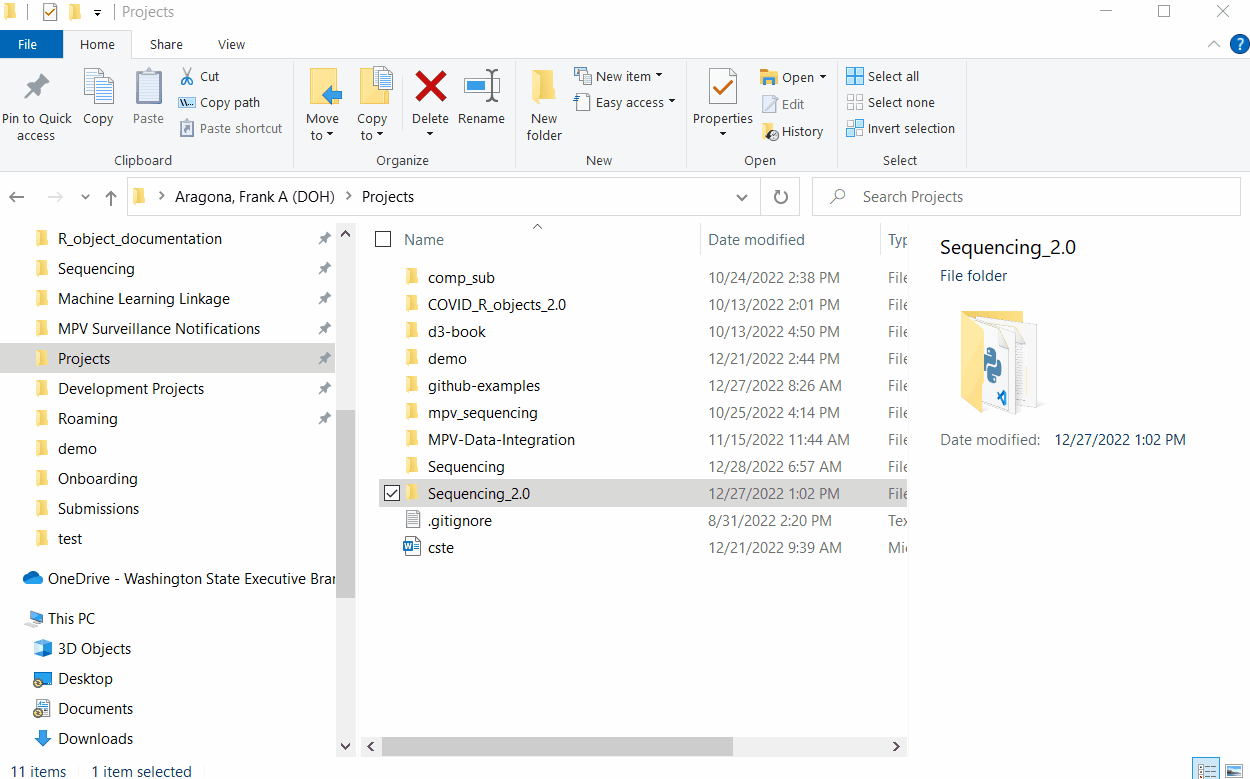 Projects
File Home Share View
?
Pin to Quick access
Copy
Paste
Cut
Copy path
Paste shortcut
Clipboard
Move to
Copy to
Delete
Rename
Organize
New folder
New item
Easy access
New
Properties
Open
Edit
History
Open
Select all
Select none
Invert selection
Select
Aragona, Frank A (DOH) > Projects
Search Projects
R_object_documentation
Sequencing
Machine Learning Linkage
MPV Surveillance Notifications
Projects
Development Projects
Roaming
demo
Onboarding
Submissions
test
OneDrive - Washington State Executive Bran
This PC
3D Objects
Desktop
Documents
Downloads
Name Date modified Typ
comp_sub 10/24/2022 2:38 PM File
COVID_R_objects_2.0 10/13/2022 2:01 PM File
d3-book 10/13/2022 4:50 PM File
demo 12/21/2022 2:44 PM File
github-examples 12/27/2022 8:26 AM File
mpv_sequencing 10/25/2022 4:14 PM File
MPV-Data-Integration 11/15/2022 11:44 AM File
Sequencing 12/28/2022 6:57 AM File
Sequencing_2.0 12/27/2022 1:02 PM File
.gitignore 8/31/2022 2:20 PM Tex
cste 12/21/2022 9:39 AM Mic
Sequencing_2.0
File folder
Date modified: 12/27/2022 1:02 PM
11 items 1 item selected